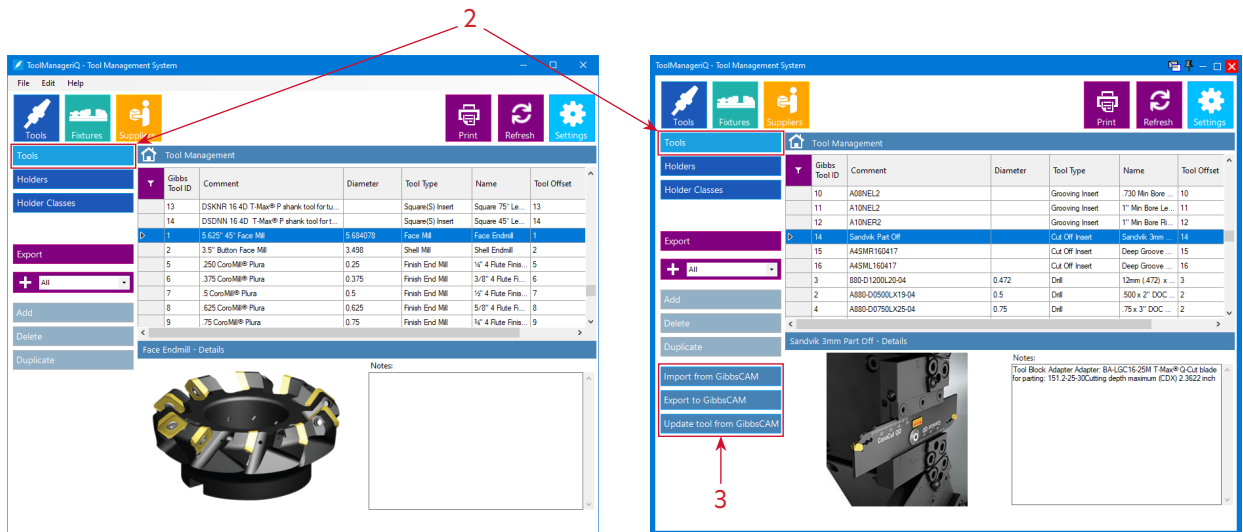 2
ToolManageriQ - Tool Management System
File Edit Help
Tools Fixtures Suppliers Print Refresh Settings
Tools
Holders
Holder Classes
Export
All
Add
Delete
Duplicate
Tool Management
Gibbs Tool ID Comment Diameter Tool Type Name Tool Offset
13 DSKNR 16 4D T-Max® P shank tool for tu... Square(S) Insert Square 75° Le... 13
14 DSDNN 16 4D T-Max® P shank tool for t... Square(S) Insert Square 45° Le... 14
1 5.625" 45° Face Mill 5.684078 Face Mill Face Endmill 1
2 3.5" Button Face Mill 3.498 Shell Mill Shell Endmill 2
5 .250 CoroMill® Plura 0.25 Finish End Mill ¼" 4 Flute Finis... 5
6 .375 CoroMill® Plura 0.375 Finish End Mill 3/8" 4 Flute Fi... 6
7 .5 CoroMill® Plura 0.5 Finish End Mill ½" 4 Flute Finis... 7
8 .625 CoroMill® Plura 0.625 Finish End Mill 5/8" 4 Flute Fi... 8
9 .75 CoroMill® Plura 0.75 Finish End Mill ¾" 4 Flute Finis... 9
Face Endmill - Details
Notes:
ToolManageriQ - Tool Management System
Tools Fixtures Suppliers Print Refresh Settings
Tools
Holders
Holder Classes
Export
All
Add
Delete
Duplicate
Import from GibbsCAM
Export to GibbsCAM
Update tool from GibbsCAM
3
Tool Management
Gibbs Tool ID Comment Diameter Tool Type Name Tool Offset
10 A08NEL2 Grooving Insert .730 Min Bore ... 10
11 A10NEL2 Grooving Insert 1" Min Bore Le... 11
12 A10NER2 Grooving Insert 1" Min Bore Ri... 12
14 Sandvik Part Off Cut Off Insert Sandvik 3mm ... 14
15 A4SMR160417 Cut Off Insert Deep Groove ... 15
16 A4SML160417 Cut Off Insert Deep Groove ... 16
3 880-D1200L20-04 0.472 Drill 12mm (.472) x ... 3
2 A880-D0500LX19-04 0.5 Drill .500 x 2" DOC ... 2
4 A880-D0750LX25-04 0.75 Drill .75 x 3" DOC ... 2
Sandvik 3mm Part Off - Details
CoroCut QD
Notes:
Tool Block Adapter Adapter: BA-LGC16-25M T-Max® Q-Cut blade
for parting: 151.2-25-30Cutting depth maximum (CDX) 2.3622 inch